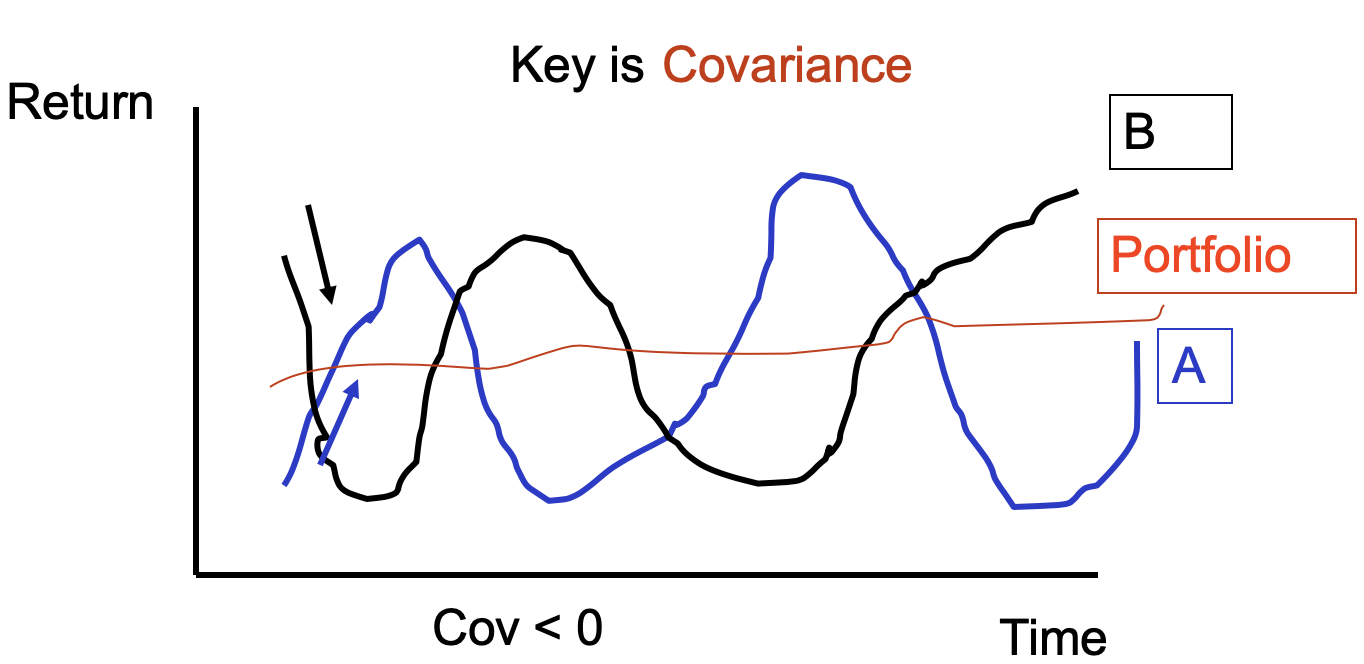 Key is Covariance
Return
B
Portfolio
A
Cov < 0
Time